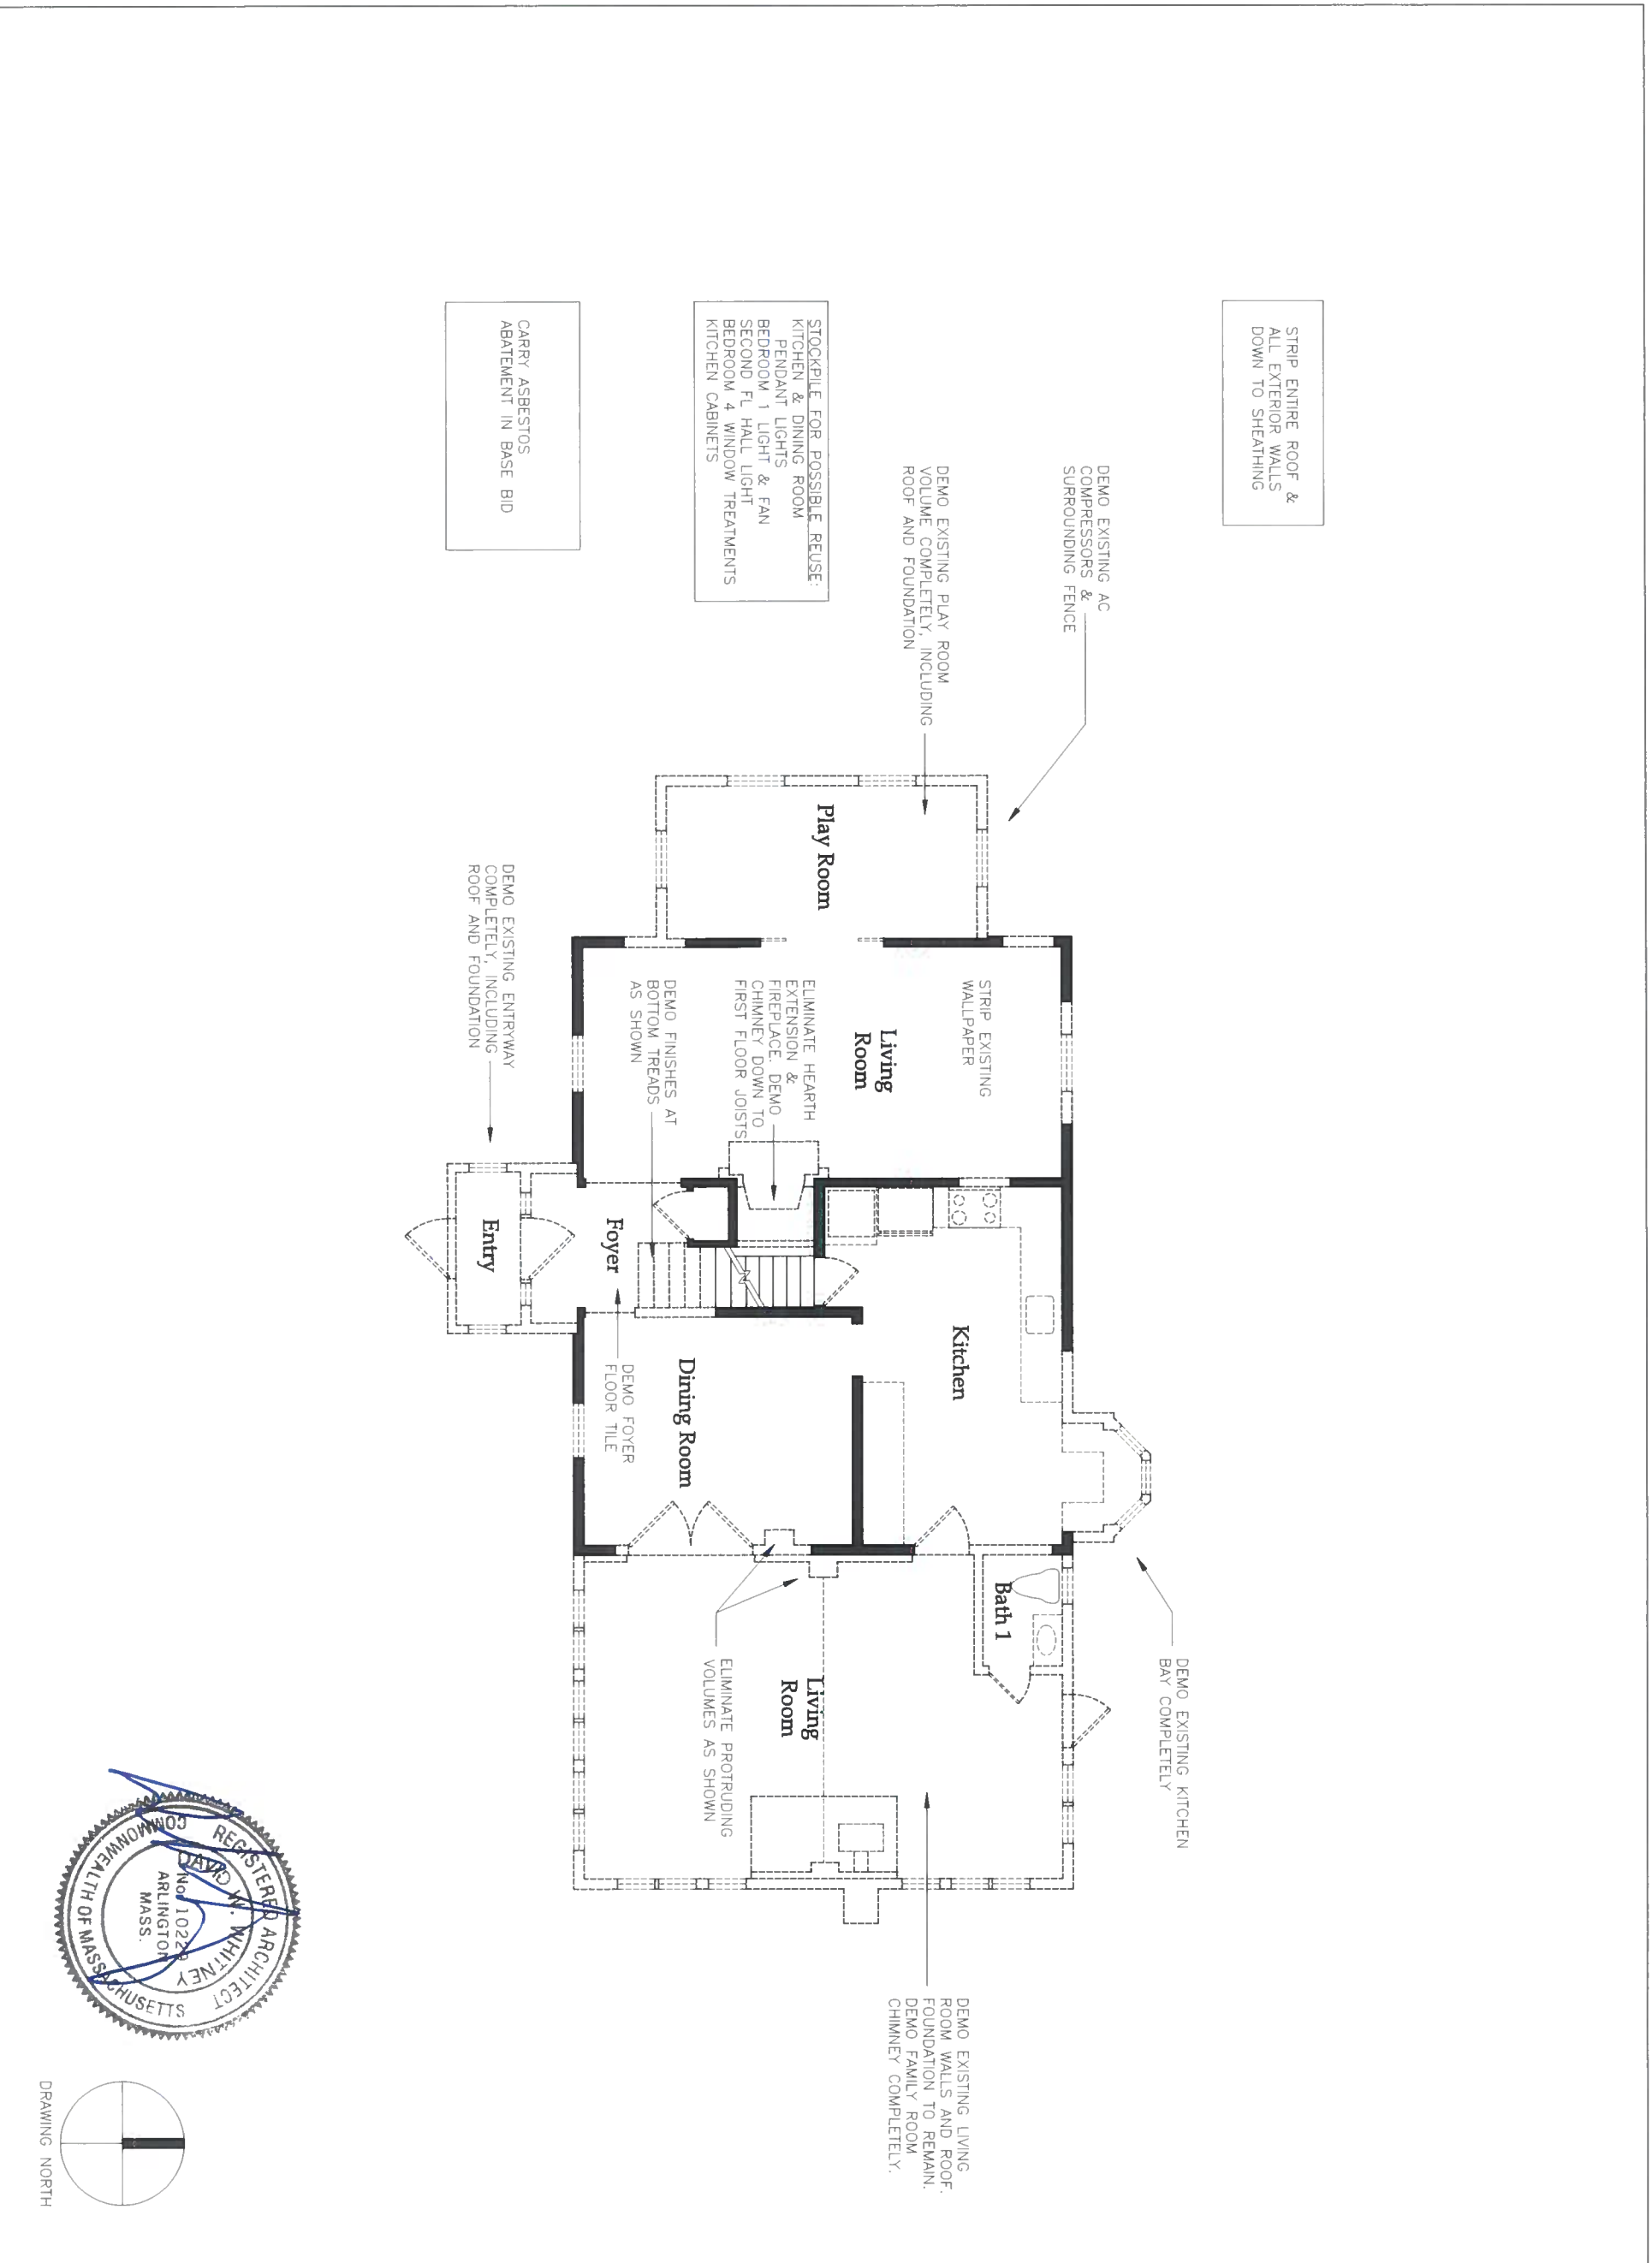 STRIP ENTIRE ROOF &
ALL EXTERIOR WALLS
DOWN TO SHEATHING
DEMO EXISTING AC
COMPRESSORS &
SURROUNDING FENCE
DEMO EXISTING PLAY ROOM
VOLUME COMPLETELY, INCLUDING
ROOF AND FOUNDATION
STOCKPILE FOR POSSIBLE REUSE:
KITCHEN & DINING ROOM
PENDANT LIGHTS
BEDROOM 1 LIGHT & FAN
SECOND FL HALL LIGHT
BEDROOM 4 WINDOW TREATMENTS
KITCHEN CABINETS
CARRY ASBESTOS
ABATEMENT IN BASE BID
DEMO EXISTING ENTRYWAY
COMPLETELY, INCLUDING
ROOF AND FOUNDATION
Play Room
STRIP EXISTING
WALLPAPER
Living
Room
ELIMINATE HEARTH
EXTENSION &
FIREPLACE. DEMO
CHIMNEY DOWN TO
FIRST FLOOR JOISTS
DEMO FINISHES AT
BOTTOM TREADS
AS SHOWN
Entry
Foyer
DEMO FOYER
FLOOR TILE
Kitchen
Dining Room
DEMO EXISTING KITCHEN
BAY COMPLETELY
Bath 1
Living
Room
ELIMINATE PROTRUDING
VOLUMES AS SHOWN
DEMO EXISTING LIVING
ROOM WALLS AND ROOF.
FOUNDATION TO REMAIN.
DEMO FAMILY ROOM
CHIMNEY COMPLETELY.
REGISTERED ARCHITECT
DAVID W. WHITNEY
No. 10229
ARLINGTON
MASS.
COMMONWEALTH OF MASSACHUSETTS
DRAWING NORTH